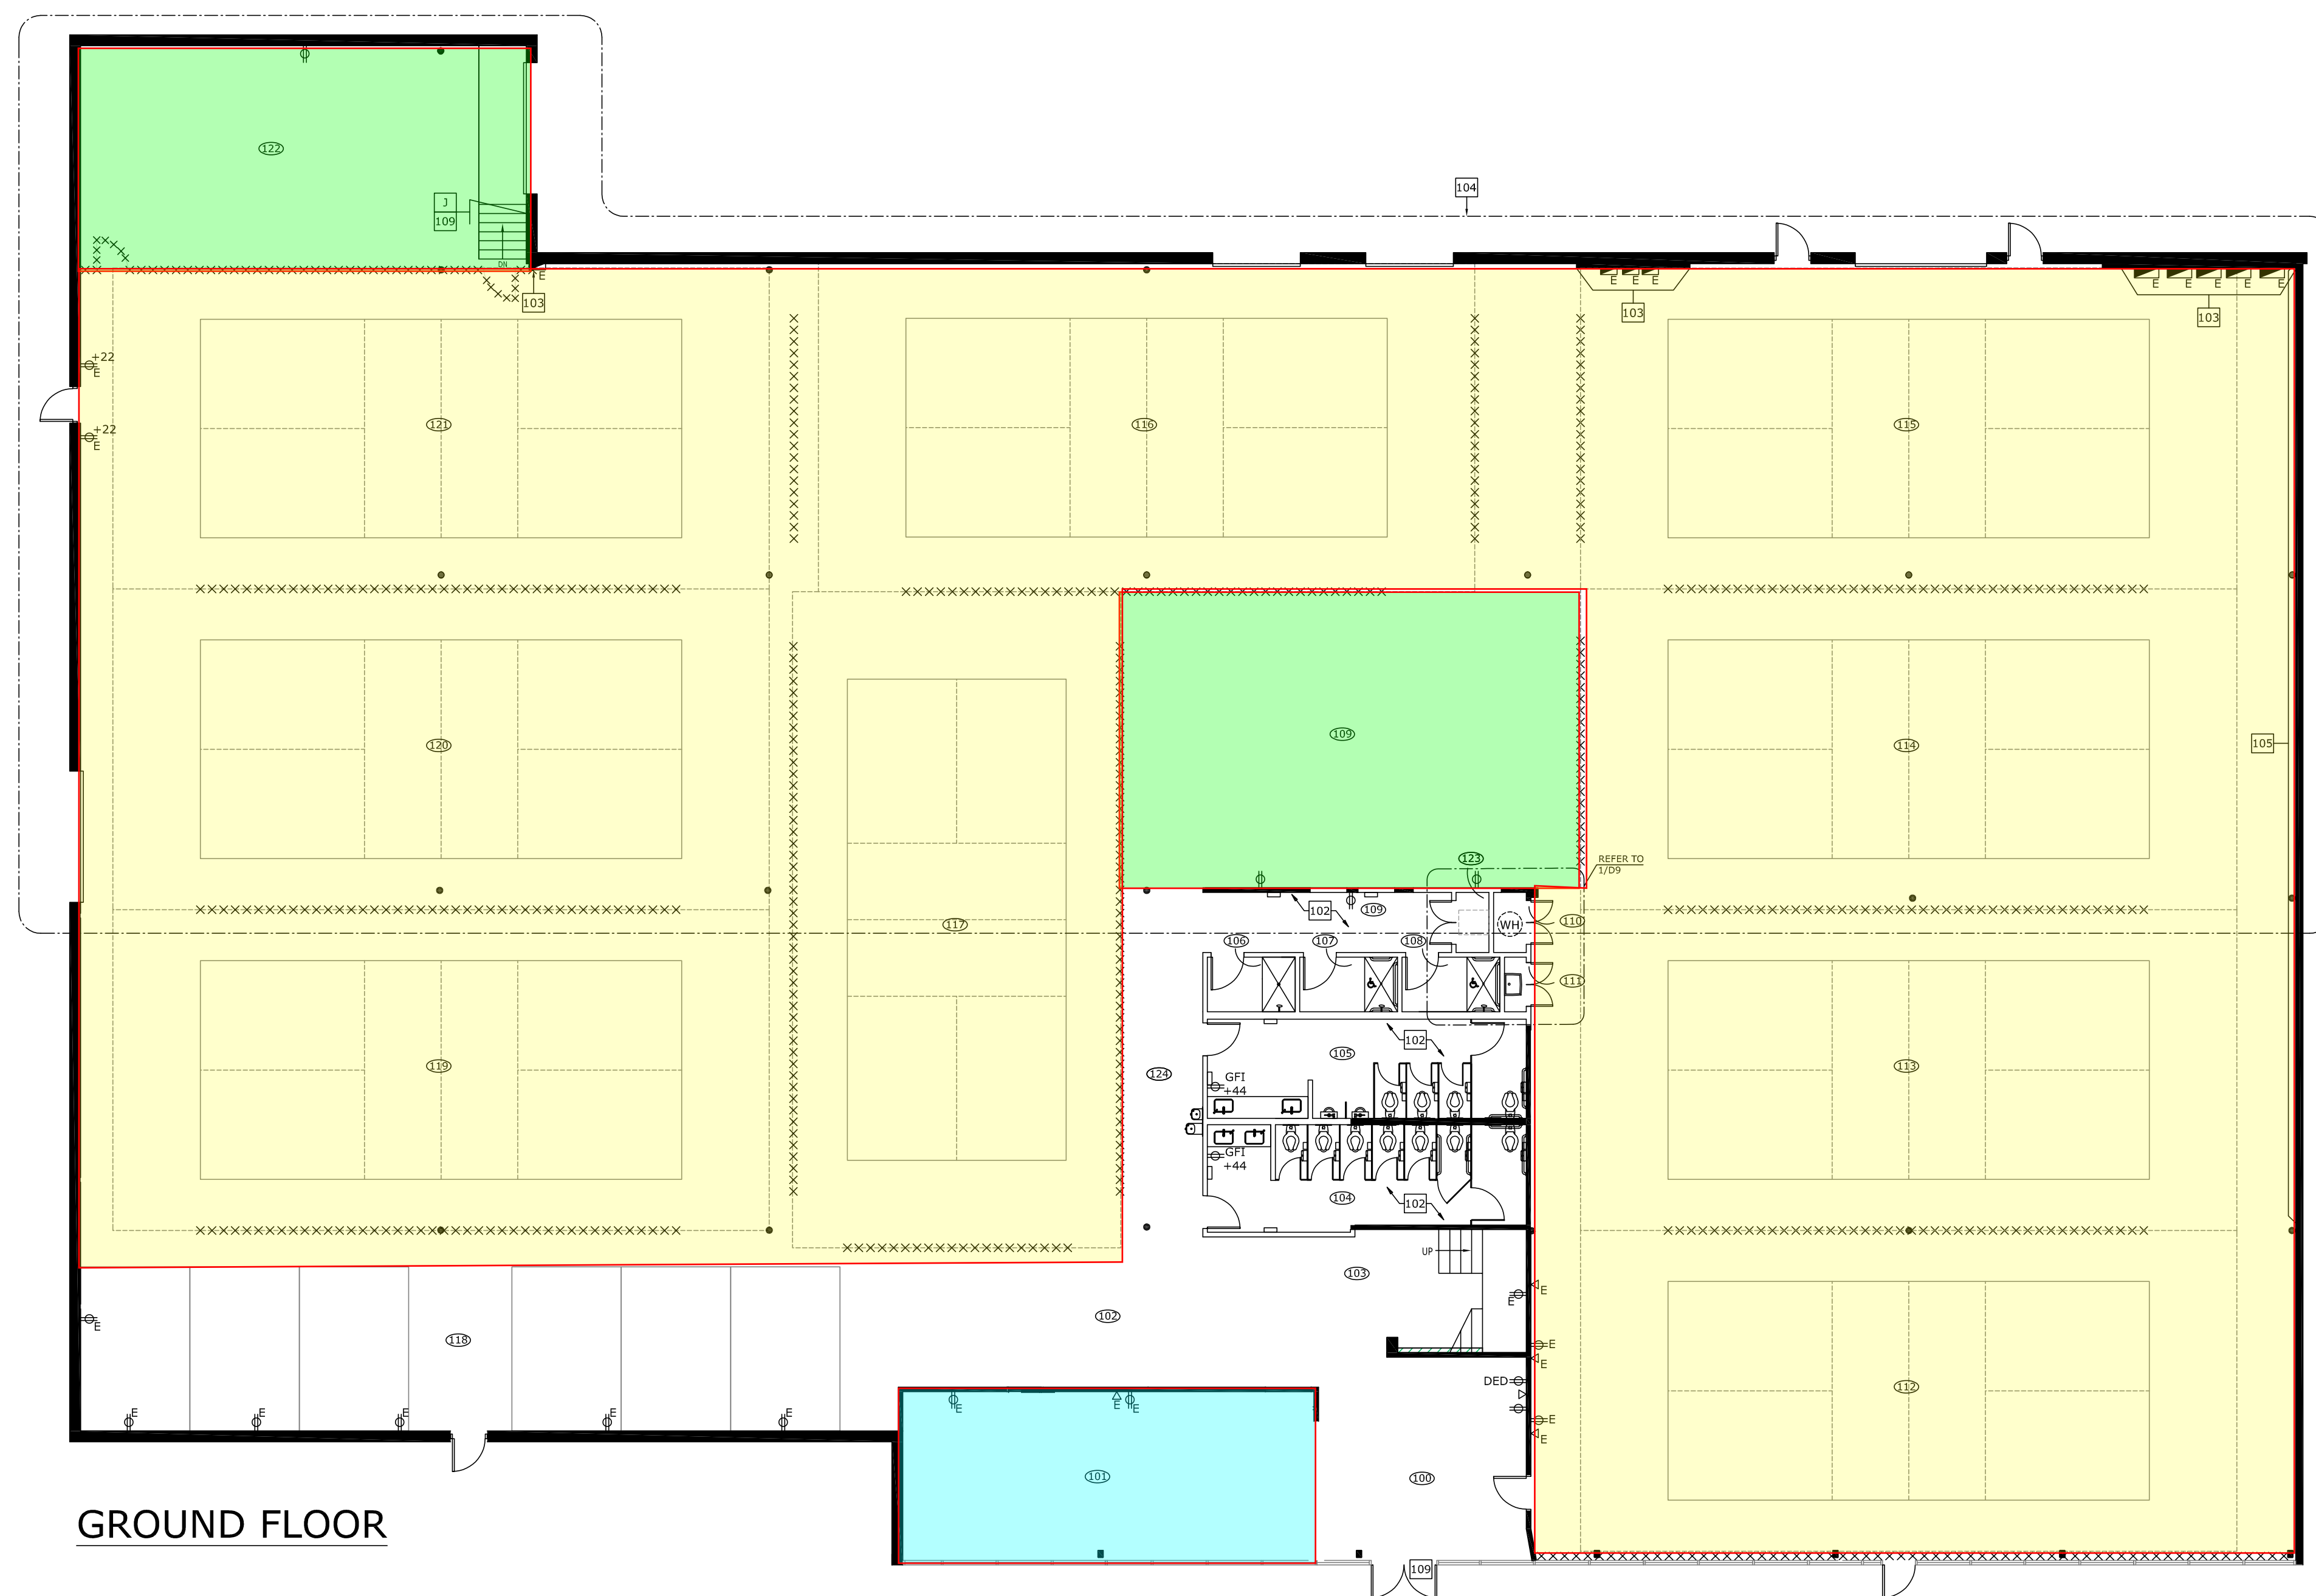 122
104
J
109
DN
E
103
E E E
103
E E E E E
103
+22
E
+22
E
121
116
115
120
109
114
105
123
REFER TO
1/D9
117
102
109
WH
110
106
107
108
111
119
105
102
113
124
GFI
+44
GFI
+44
104
102
UP
103
E
E
E
102
118
E
E
DED
112
E
E
E
E
E
E
E
E
E
E
E
101
100
GROUND FLOOR
109